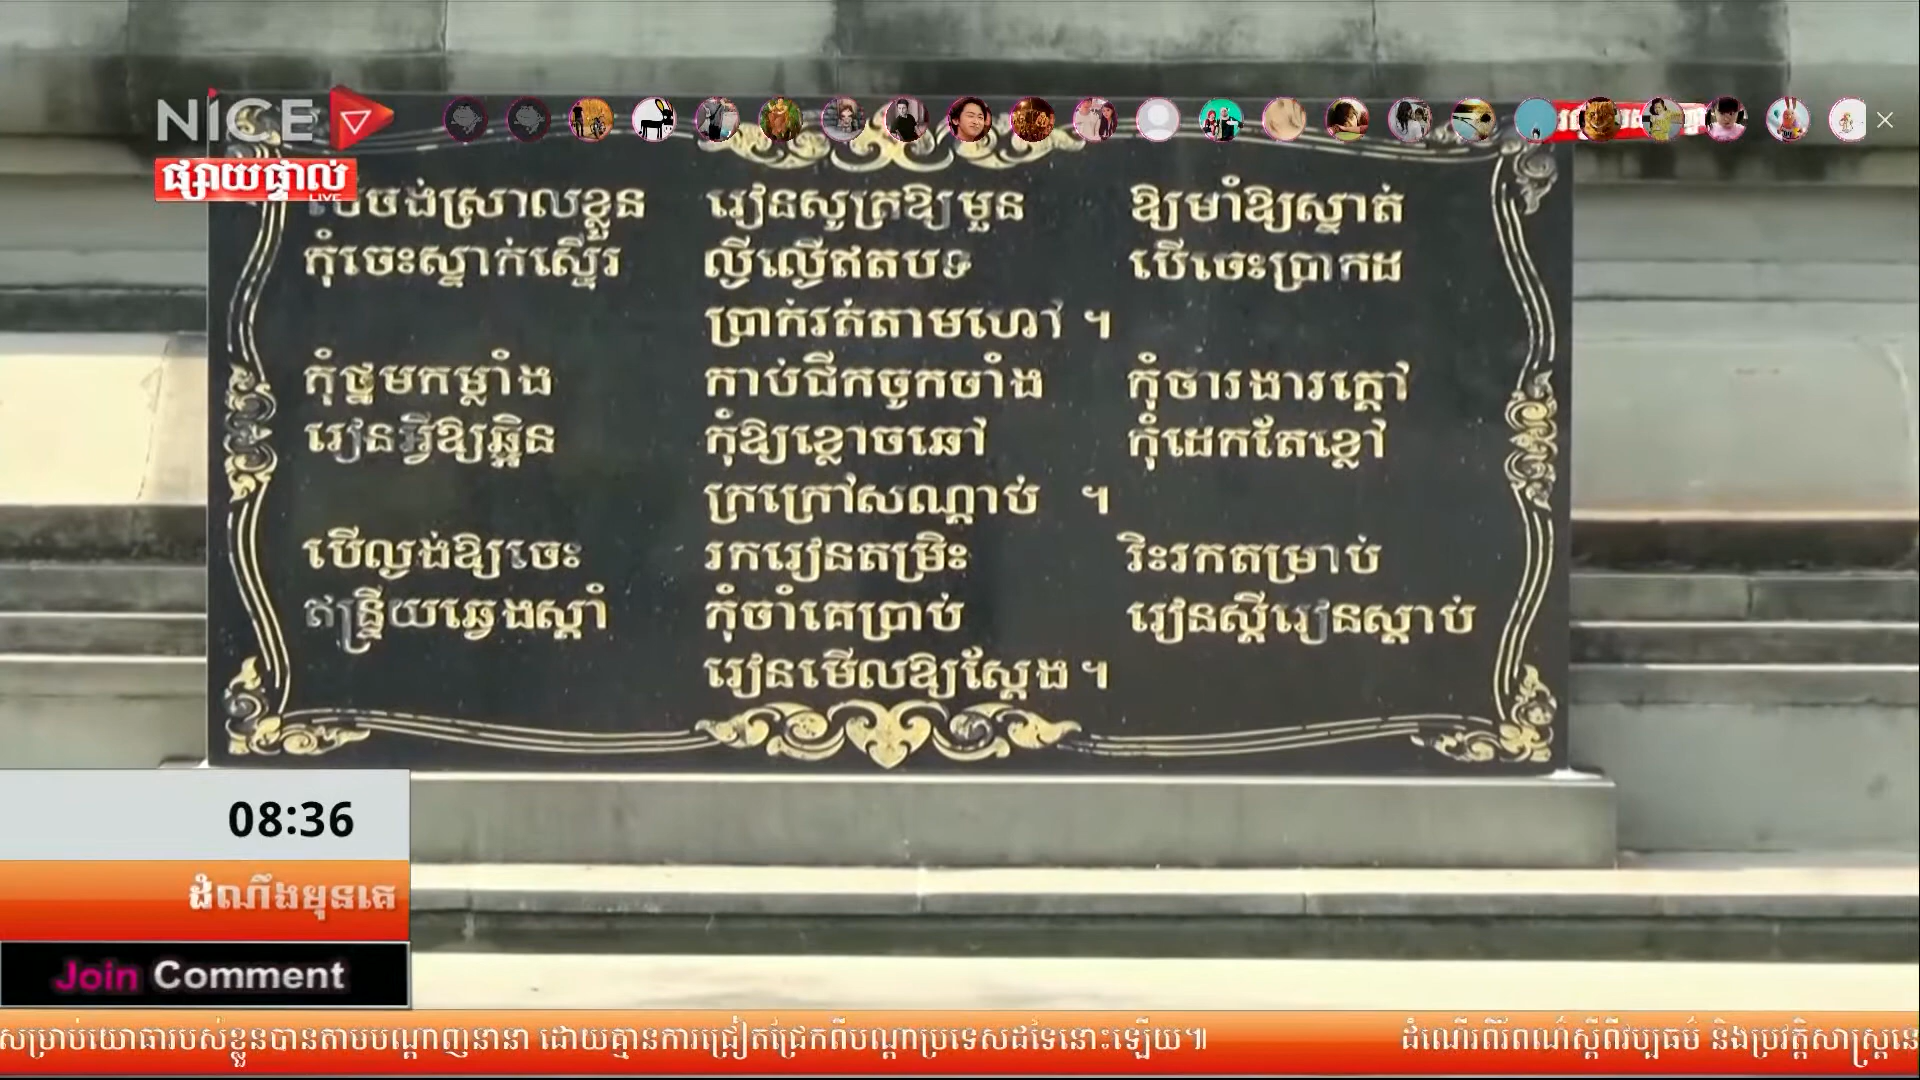 NICE
ផ្សាយផ្ទាល់
LIVE
ចង់ស្រាលខ្លួន រៀនសូត្រឱ្យមួន ឱ្យមាំឱ្យស្ទាត់
កុំចេះស្ទាក់ស្ទើរ ល្ងីល្ងើឥតបទ បើចេះប្រាកដ
ប្រាក់រត់តាមហៅ ។
កុំថ្នមកម្លាំង កាប់ជីកចូកចាំង កុំចារងារក្ដៅ
រៀនអ្វីឱ្យឆ្អិន កុំឱ្យខ្លោចឆៅ កុំដេកតែខ្លៅ
ក្រក្រៅសណ្ដាប់ ។
បើល្ងង់ឱ្យចេះ រករៀនតម្រិះ រិះរកតម្រាប់
ឥន្ទ្រីយឆ្វេងស្ដាំ កុំចាំគេប្រាប់ រៀនស្ដីរៀនស្ដាប់
រៀនមើលឱ្យស្ដែង ។
08:36
ដំណឹងមុនគេ
Join Comment
សម្រាប់យោធារបស់ខ្លួនបានតាមបណ្តាញនានា ដោយគ្មានការជ្រៀតជ្រែកពីបណ្តាប្រទេសដទៃនោះឡើយ៕ ដំណើរពិព័ណ៌ស្តីពីវប្បធម៌ និងប្រវត្តិសាស្ត្រនេ